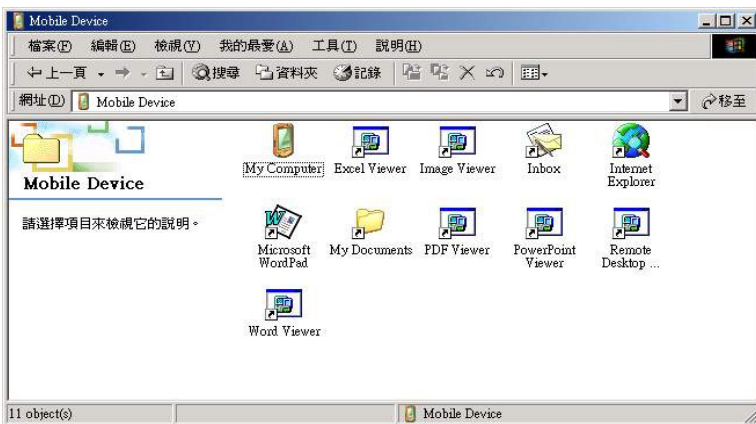 Mobile Device
檔案(F) 編輯(E) 檢視(V) 我的最愛(A) 工具(T) 說明(H)
上一頁 搜尋 資料夾 記錄
網址(D) Mobile Device 移至
Mobile Device
請選擇項目來檢視它的說明。
My Computer Excel Viewer Image Viewer Inbox Internet
Explorer
Microsoft My Documents PDF Viewer PowerPoint Remote
WordPad Viewer Desktop ...
Word Viewer
11 object(s) Mobile Device